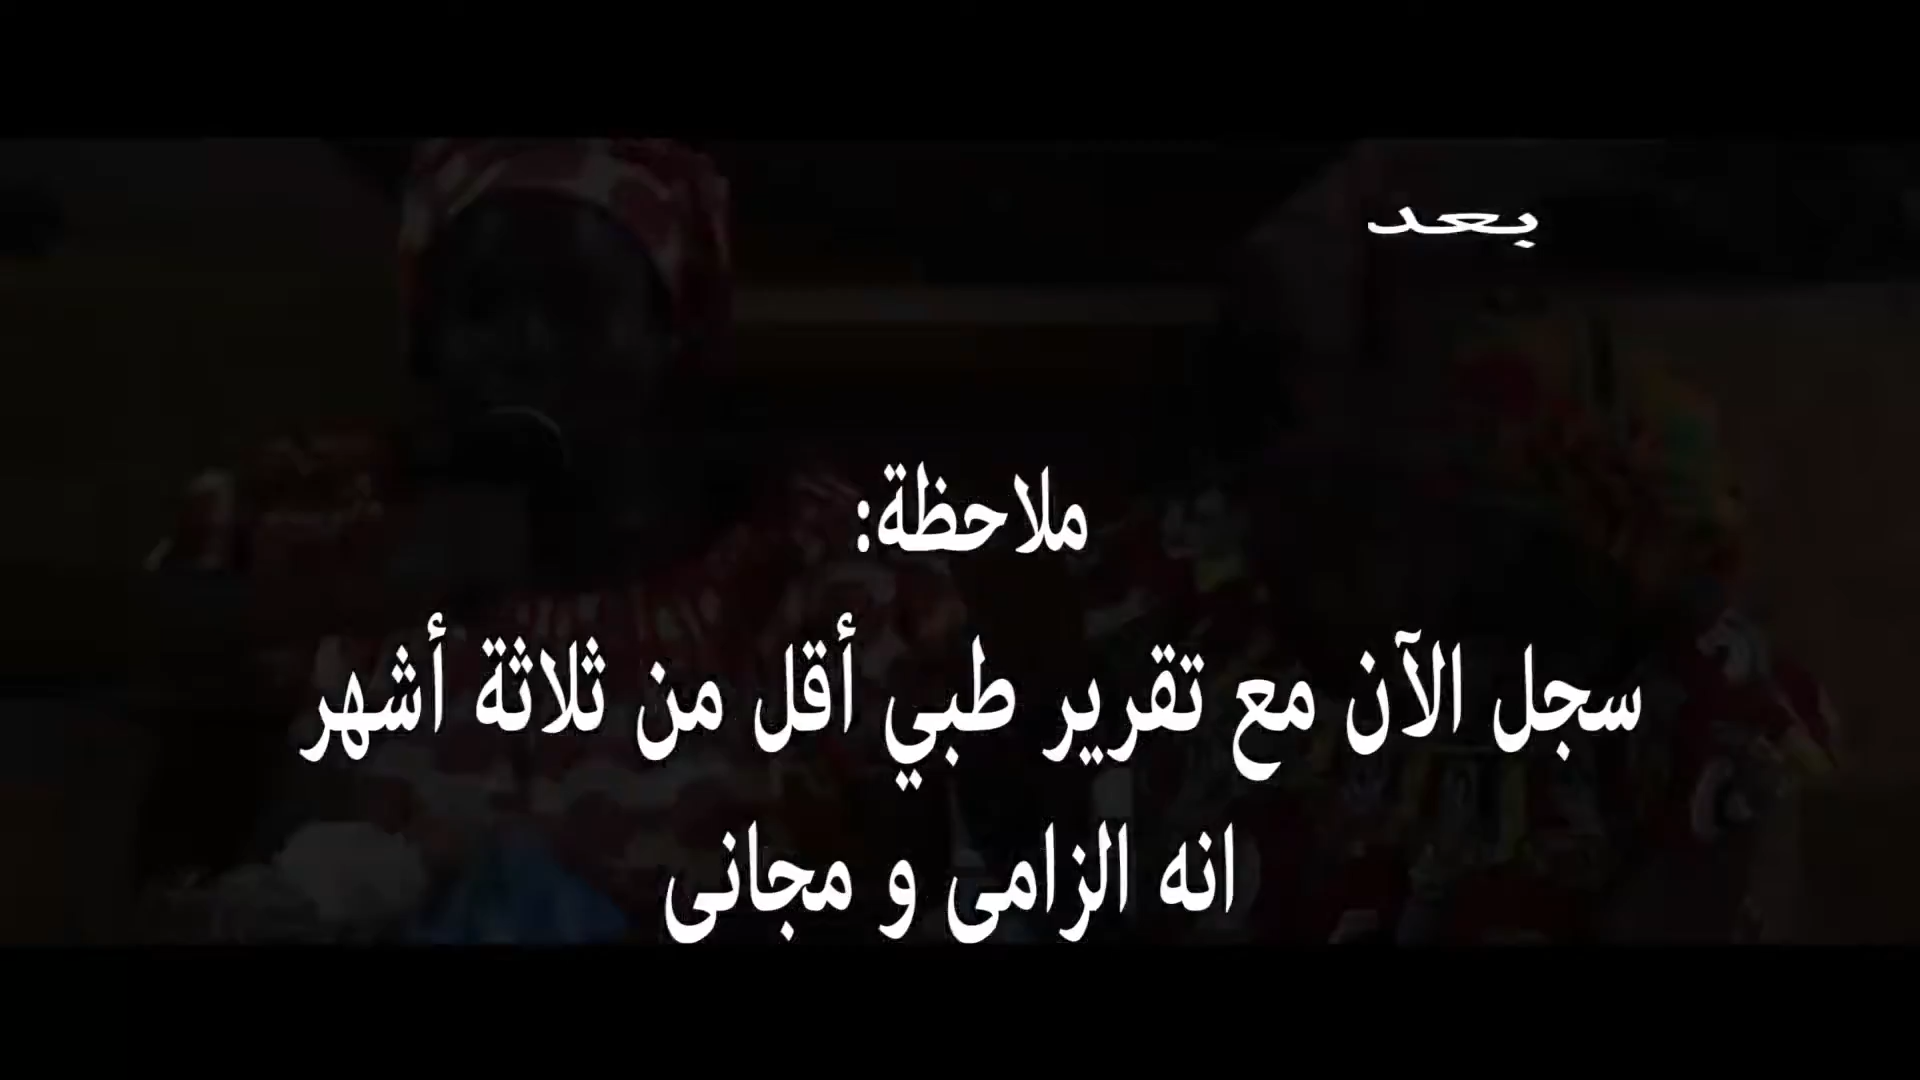 بعد
ملاحظة:
سجل الآن مع تقرير طبي أقل من ثلاثة أشهر
انه الزامى و مجانى